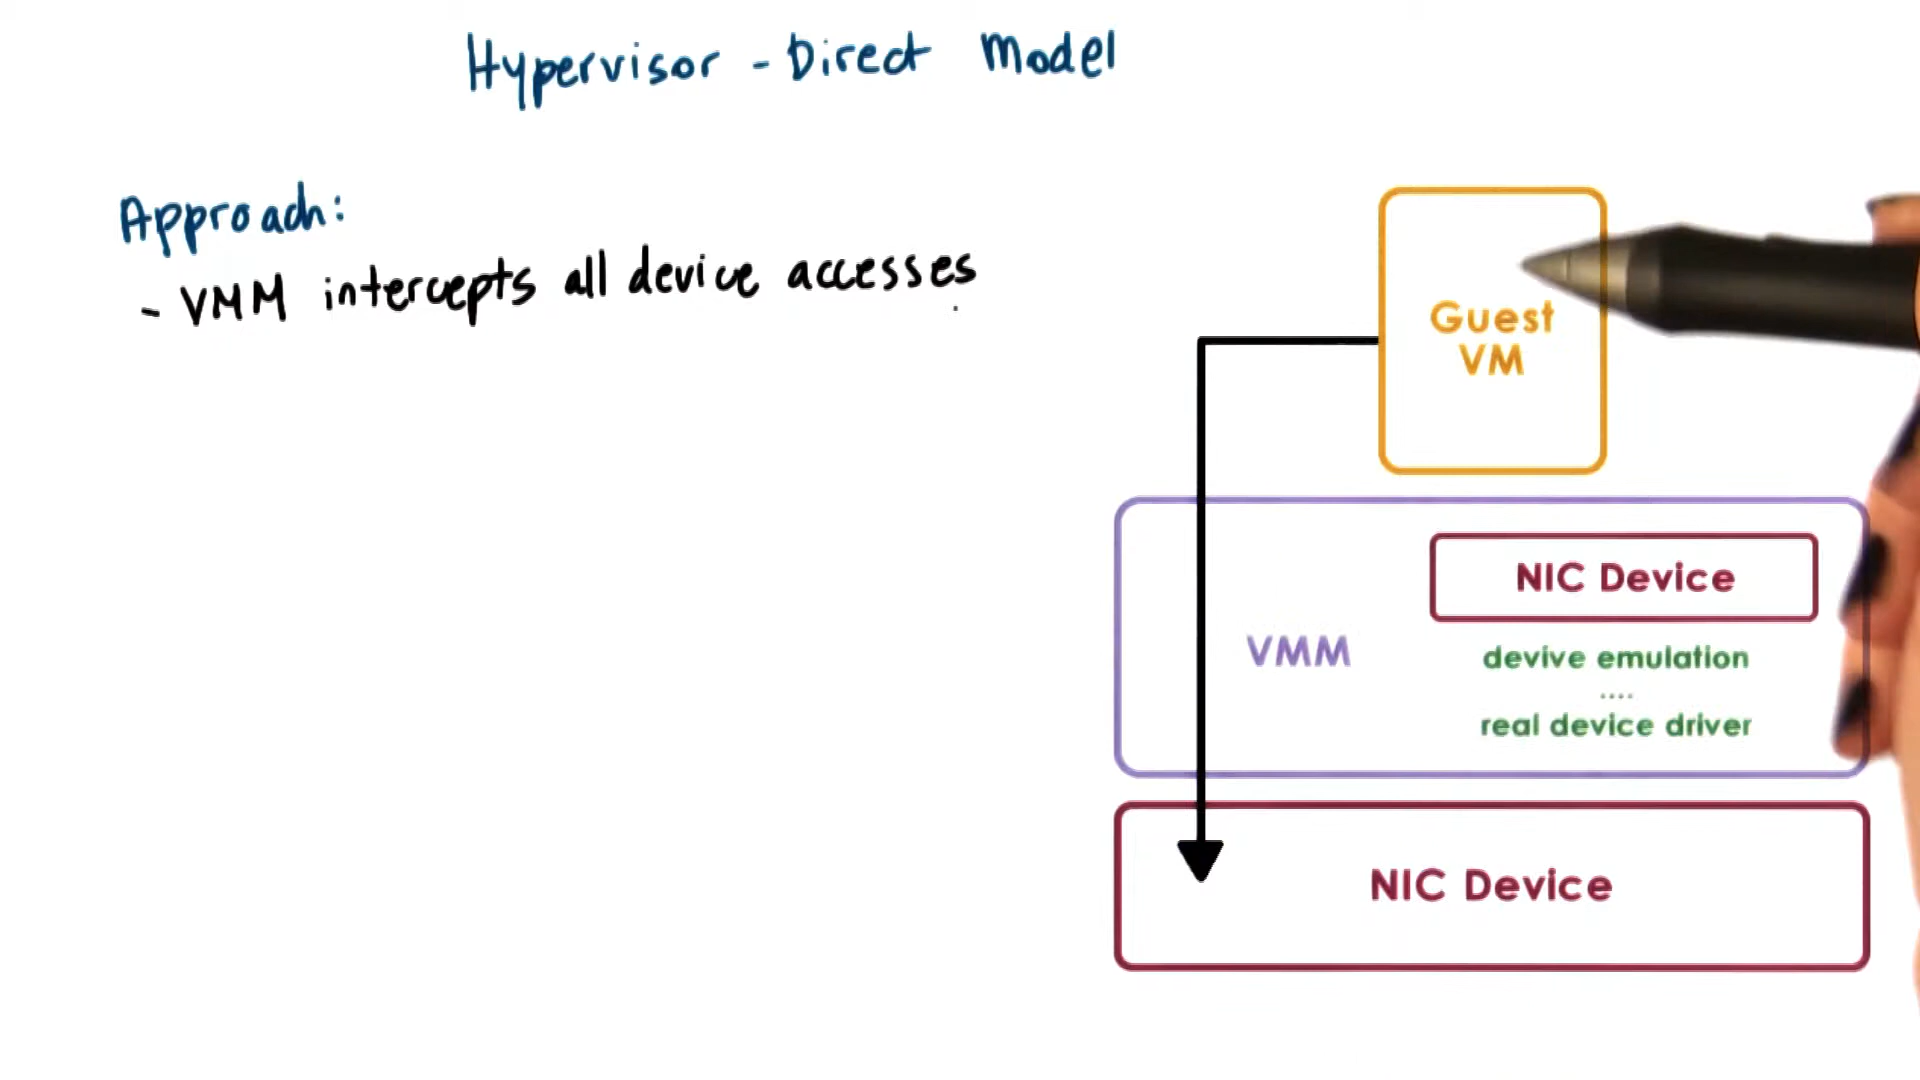 Hypervisor - Direct Model
Approach:
- VMM intercepts all device accesses
Guest
VM
NIC Device
VMM
devive emulation
....
real device driver
NIC Device